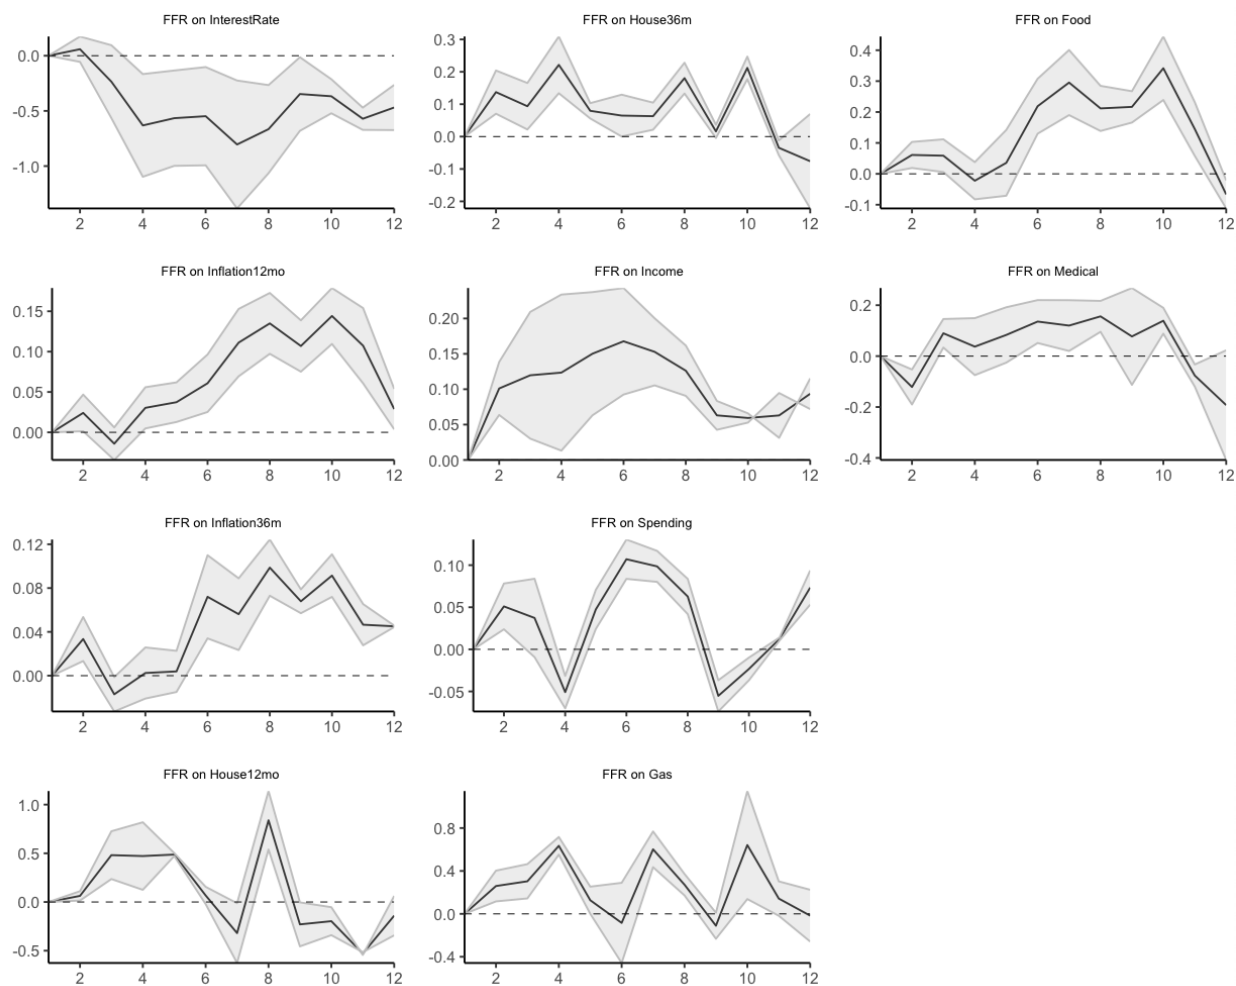 FFR on InterestRate
0.0
-0.5
-1.0
2 4 6 8 10 12
FFR on House36m
0.3
0.2
0.1
0.0
-0.1
-0.2
2 4 6 8 10 12
FFR on Food
0.4
0.3
0.2
0.1
0.0
-0.1
2 4 6 8 10 12
FFR on Inflation12mo
0.15
0.10
0.05
0.00
2 4 6 8 10 12
FFR on Income
0.20
0.15
0.10
0.05
0.00
2 4 6 8 10 12
FFR on Medical
0.2
0.0
-0.2
-0.4
2 4 6 8 10 12
FFR on Inflation36m
0.12
0.08
0.04
0.00
2 4 6 8 10 12
FFR on Spending
0.10
0.05
0.00
-0.05
2 4 6 8 10 12
FFR on House12mo
1.0
0.5
0.0
-0.5
2 4 6 8 10 12
FFR on Gas
0.8
0.4
0.0
-0.4
2 4 6 8 10 12